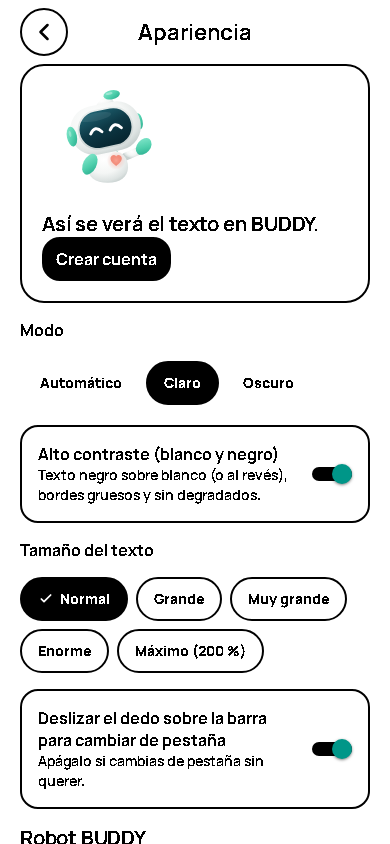 Apariencia
Así se verá el texto en BUDDY.
Crear cuenta
Modo
Automático
Claro
Oscuro
Alto contraste (blanco y negro)
Texto negro sobre blanco (o al revés),
bordes gruesos y sin degradados.
Tamaño del texto
Normal
Grande
Muy grande
Enorme
Máximo (200 %)
Deslizar el dedo sobre la barra
para cambiar de pestaña
Apágalo si cambias de pestaña sin
querer.
Robot BUDDY